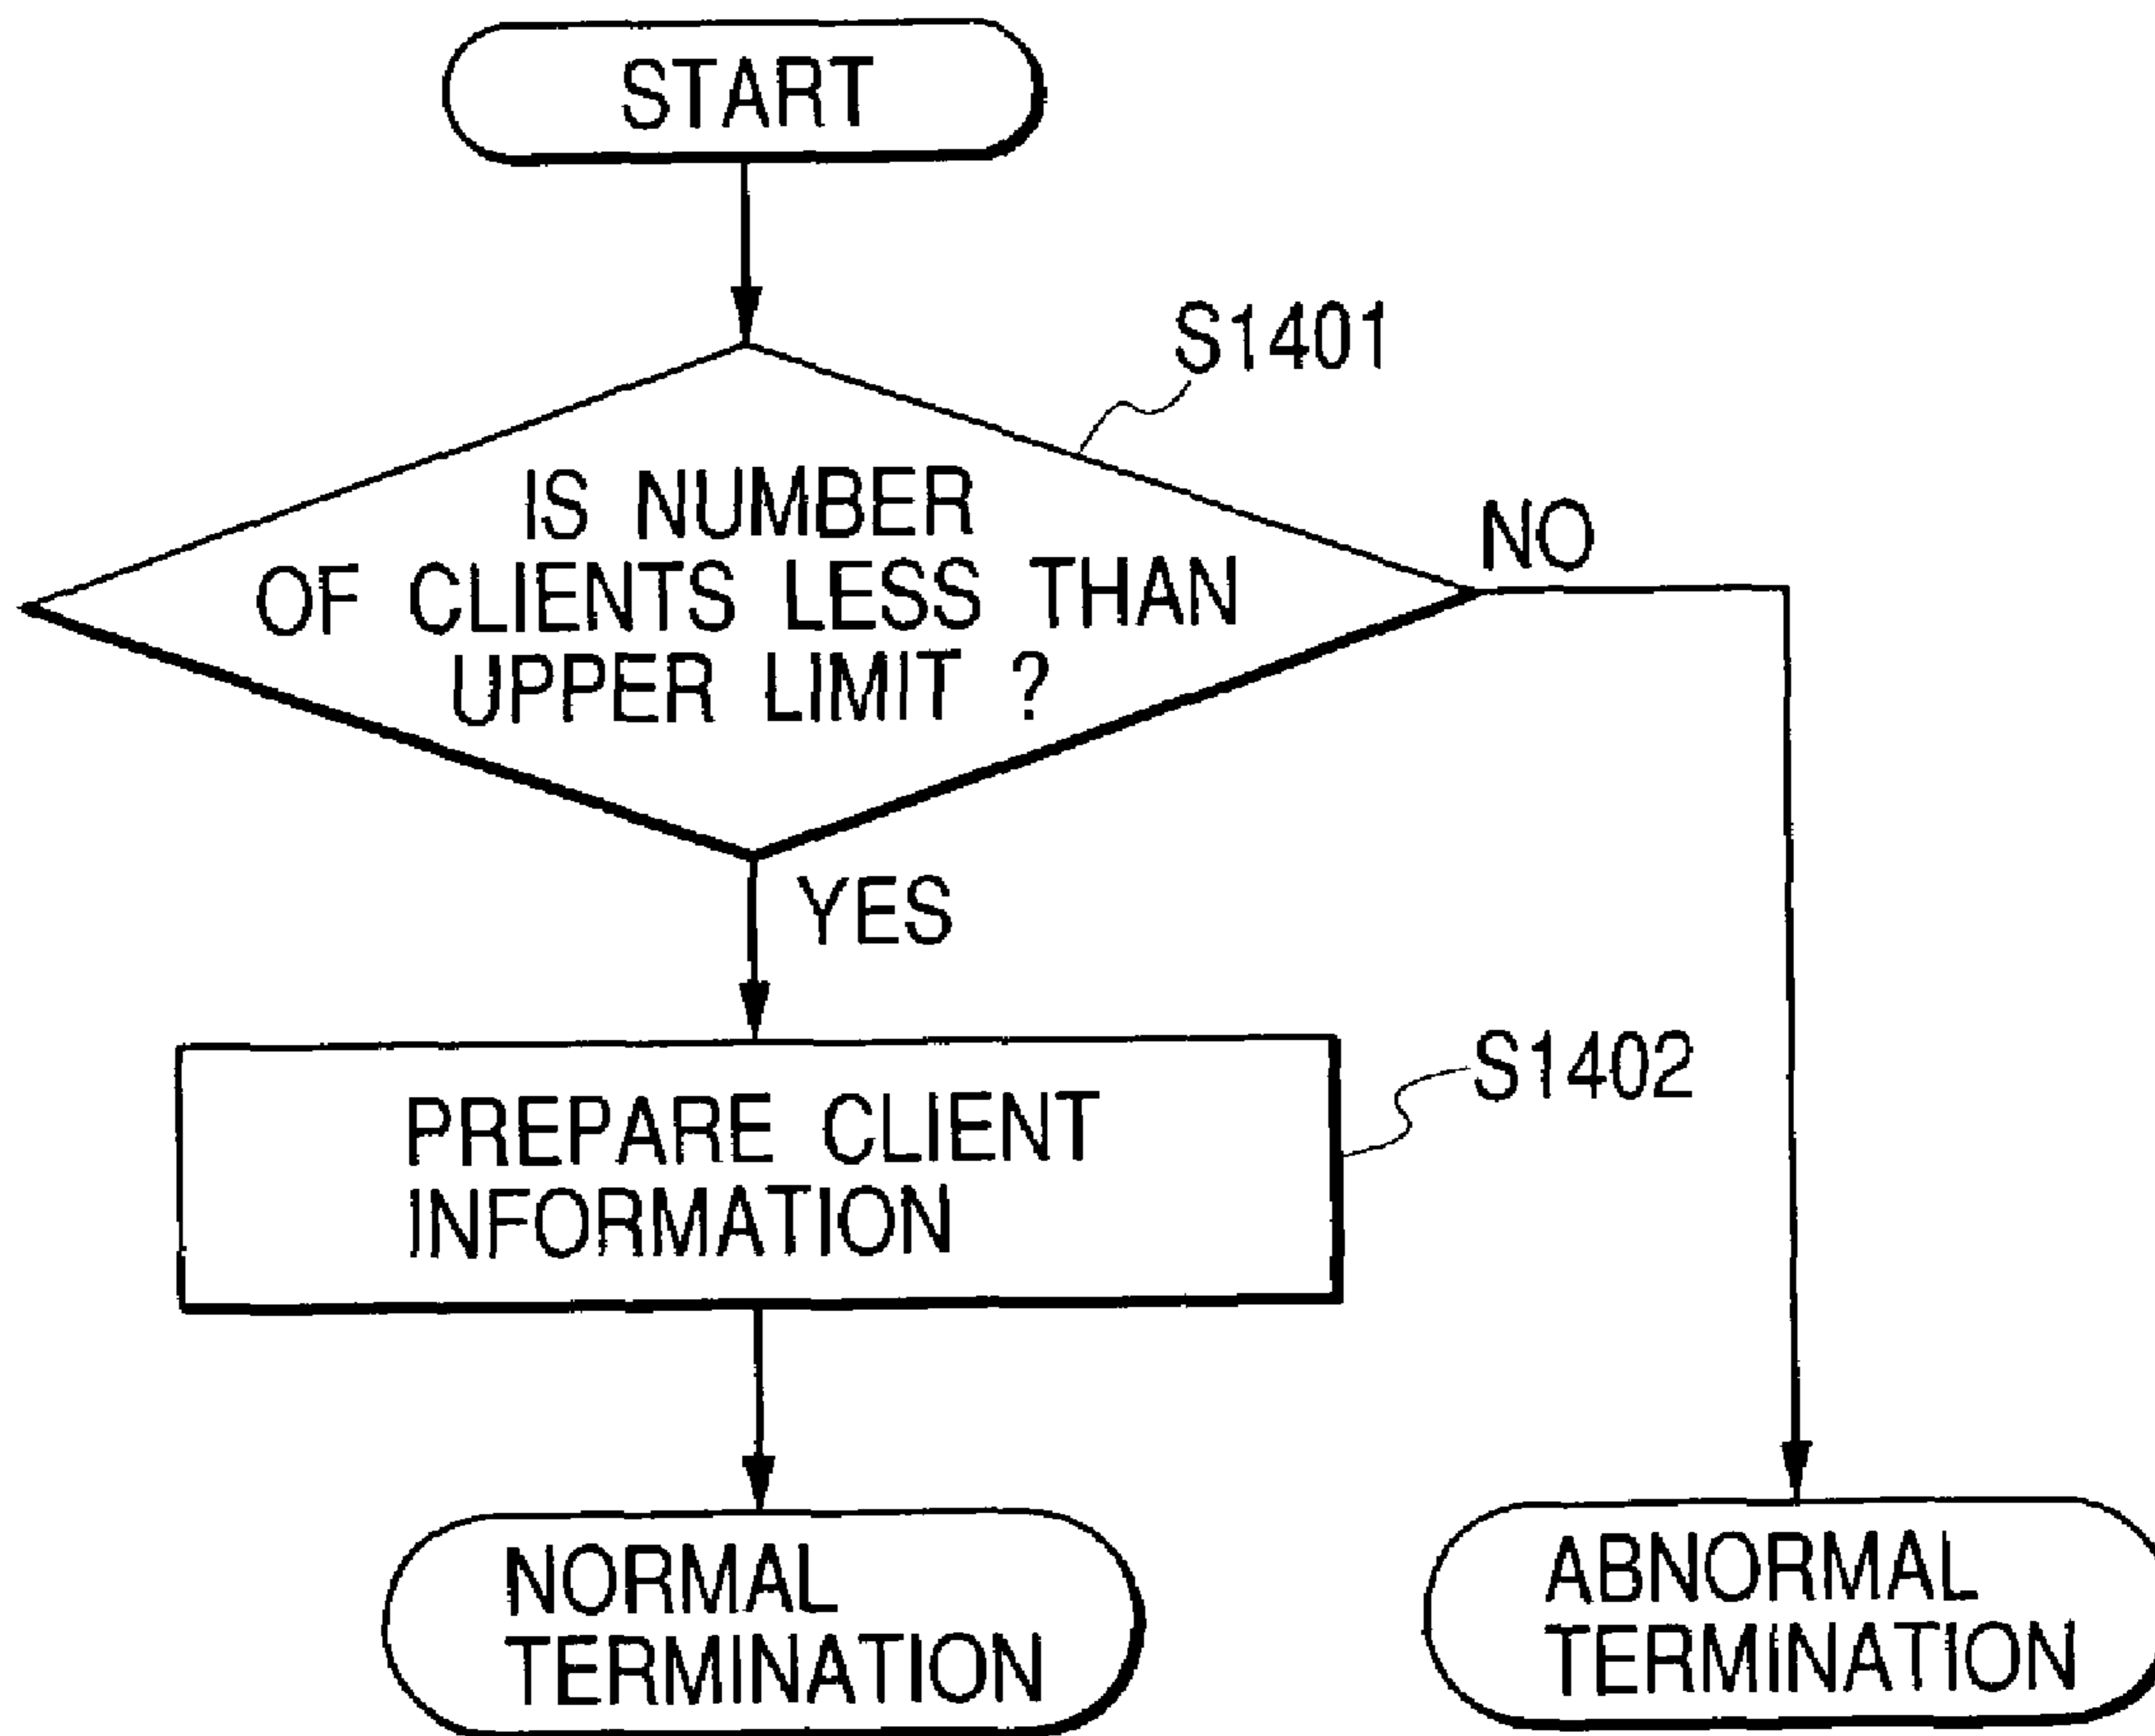 START
S1401
IS NUMBER
OF CLIENTS LESS THAN
UPPER LIMIT ?
NO
YES
S1402
PREPARE CLIENT
INFORMATION
NORMAL
TERMINATION
ABNORMAL
TERMINATION